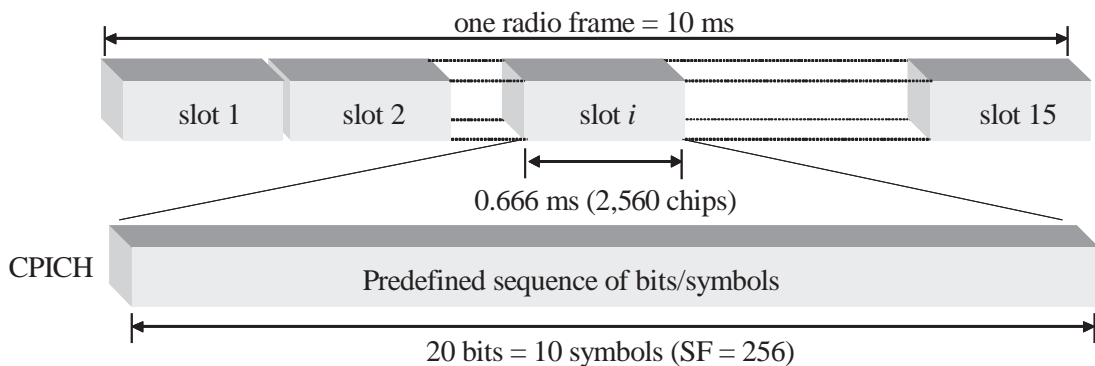 one radio frame = 10 ms
slot 1
slot 2
slot i
slot 15
0.666 ms (2,560 chips)
CPICH
Predefined sequence of bits/symbols
20 bits = 10 symbols (SF = 256)